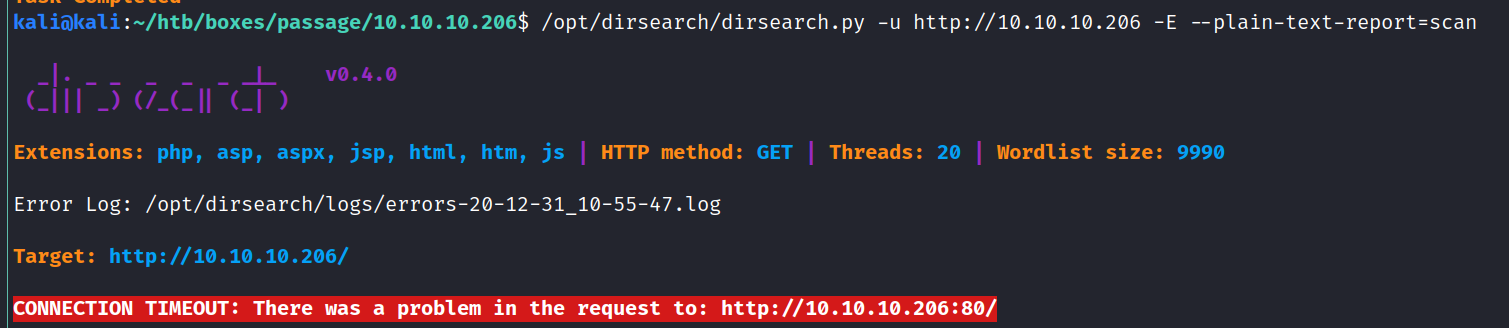 Task Completed
kali@kali:~/htb/boxes/passage/10.10.10.206$ /opt/dirsearch/dirsearch.py -u http://10.10.10.206 -E --plain-text-report=scan
  _|. _ _  _  _  _ _|_    v0.4.0
 (_||| _) (/_(_|| (_| )
Extensions: php, asp, aspx, jsp, html, htm, js | HTTP method: GET | Threads: 20 | Wordlist size: 9990
Error Log: /opt/dirsearch/logs/errors-20-12-31_10-55-47.log
Target: http://10.10.10.206/
CONNECTION TIMEOUT: There was a problem in the request to: http://10.10.10.206:80/